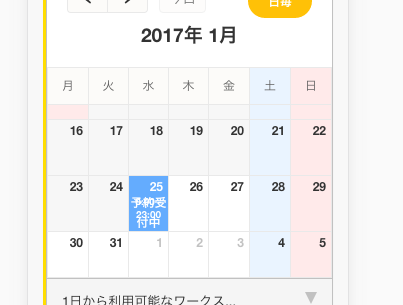 今日
日毎
2017年 1月
月 火 水 木 金 土 日
16 17 18 19 20 21 22
23 24 25 26 27 28 29
予約受
23:00
付中
30 31 1 2 3 4 5
1日から利用可能なワークス...